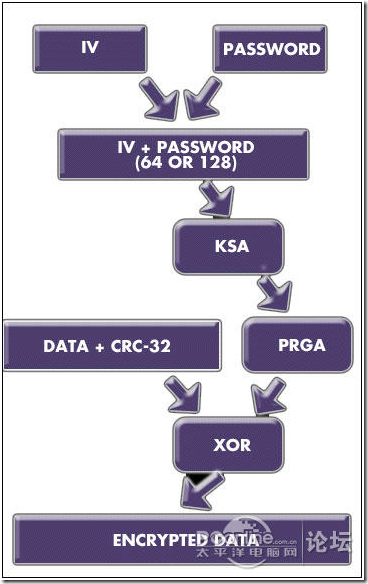 IV
PASSWORD
IV + PASSWORD
(64 OR 128)
KSA
DATA + CRC-32
PRGA
XOR
ENCRYPTED DATA
论坛
太平洋电脑网